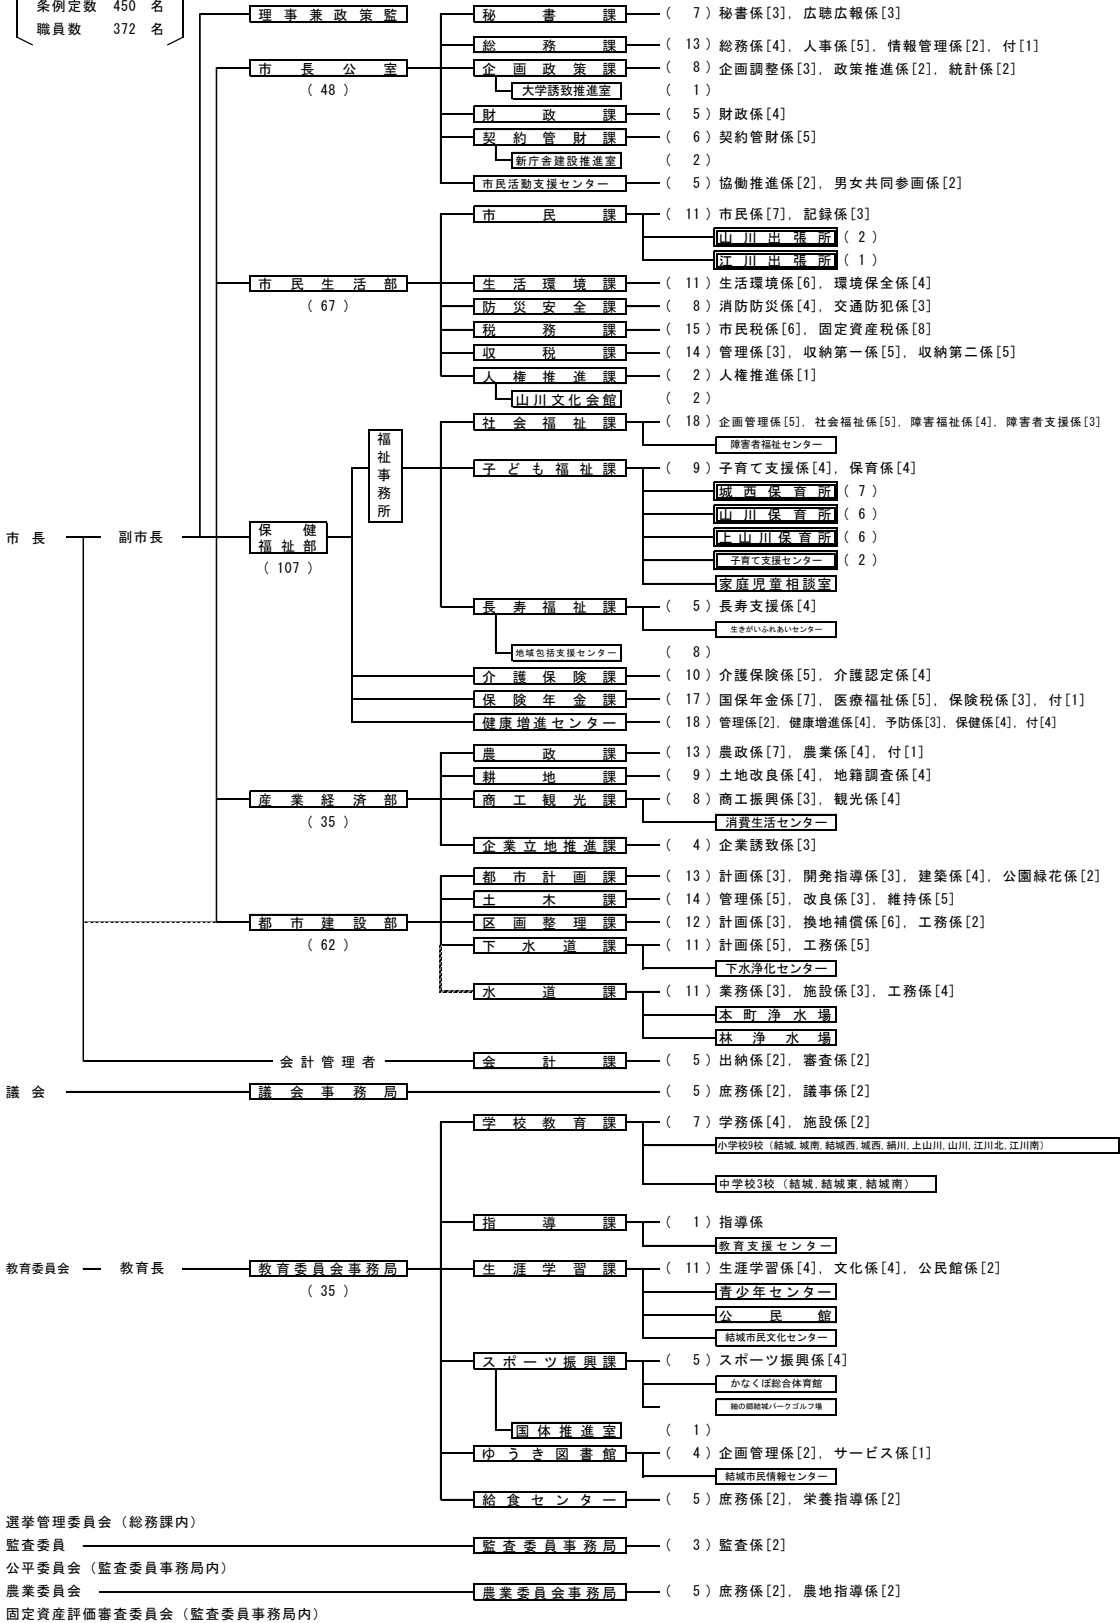 条例定数 450 名
職員数 372 名
理事兼政策監
秘書課 ( 7 ) 秘書係[3], 広聴広報係[3]
総務課 ( 13 ) 総務係[4], 人事係[5], 情報管理係[2], 付[1]
市長公室 企画政策課 ( 8 ) 企画調整係[3], 政策推進係[2], 統計係[2]
( 48 ) 大学誘致推進室 ( 1 )
財政課 ( 5 ) 財政係[4]
契約管財課 ( 6 ) 契約管財係[5]
新庁舎建設推進室 ( 2 )
市民活動支援センター ( 5 ) 協働推進係[2], 男女共同参画係[2]
市民課 ( 11 ) 市民係[7], 記録係[3]
山川出張所 ( 2 )
江川出張所 ( 1 )
市民生活部 生活環境課 ( 11 ) 生活環境係[6], 環境保全係[4]
( 67 ) 防災安全課 ( 8 ) 消防防災係[4], 交通防犯係[3]
税務課 ( 15 ) 市民税係[6], 固定資産税係[8]
収税課 ( 14 ) 管理係[3], 収納第一係[5], 収納第二係[5]
人権推進課 ( 2 ) 人権推進係[1]
山川文化会館 ( 2 )
社会福祉課 ( 18 ) 企画管理係[5], 社会福祉係[5], 障害福祉係[4], 障害者支援係[3]
障害者福祉センター
福祉事務所 子ども福祉課 ( 9 ) 子育て支援係[4], 保育係[4]
城西保育所 ( 7 )
山川保育所 ( 6 )
市長 副市長 保健福祉部 上山川保育所 ( 6 )
( 107 ) 子育て支援センター ( 2 )
家庭児童相談室
長寿福祉課 ( 5 ) 長寿支援係[4]
生きがいふれあいセンター
地域包括支援センター ( 8 )
介護保険課 ( 10 ) 介護保険係[5], 介護認定係[4]
保険年金課 ( 17 ) 国保年金係[7], 医療福祉係[5], 保険税係[3], 付[1]
健康増進センター ( 18 ) 管理係[2], 健康増進係[4], 予防係[3], 保健係[4], 付[4]
農政課 ( 13 ) 農政係[7], 農業係[4], 付[1]
耕地課 ( 9 ) 土地改良係[4], 地籍調査係[4]
産業経済部 商工観光課 ( 8 ) 商工振興係[3], 観光係[4]
( 35 ) 消費生活センター
企業立地推進課 ( 4 ) 企業誘致係[3]
都市計画課 ( 13 ) 計画係[3], 開発指導係[3], 建築係[4], 公園緑花係[2]
土木課 ( 14 ) 管理係[5], 改良係[3], 維持係[5]
都市建設部 区画整理課 ( 12 ) 計画係[3], 換地補償係[6], 工務係[2]
( 62 ) 下水道課 ( 11 ) 計画係[5], 工務係[5]
下水浄化センター
水道課 ( 11 ) 業務係[3], 施設係[3], 工務係[4]
本町浄水場
林浄水場
会計管理者 会計課 ( 5 ) 出納係[2], 審査係[2]
議会 議会事務局 ( 5 ) 庶務係[2], 議事係[2]
学校教育課 ( 7 ) 学務係[4], 施設係[2]
小学校9校（結城, 城南, 結城西, 城西, 絹川, 上山川, 山川, 江川北, 江川南）
中学校3校（結城, 結城東, 結城南）
指導課 ( 1 ) 指導係
教育支援センター
教育委員会 教育長 教育委員会事務局 生涯学習課 ( 11 ) 生涯学習係[4], 文化係[4], 公民館係[2]
( 35 ) 青少年センター
公民館
結城市民文化センター
スポーツ振興課 ( 5 ) スポーツ振興係[4]
かなくぼ総合体育館
紬の郷結城パークゴルフ場
国体推進室 ( 1 )
ゆうき図書館 ( 4 ) 企画管理係[2], サービス係[1]
結城市民情報センター
給食センター ( 5 ) 庶務係[2], 栄養指導係[2]
選挙管理委員会（総務課内）
監査委員 監査委員事務局 ( 3 ) 監査係[2]
公平委員会（監査委員事務局内）
農業委員会 農業委員会事務局 ( 5 ) 庶務係[2], 農地指導係[2]
固定資産評価審査委員会（監査委員事務局内）